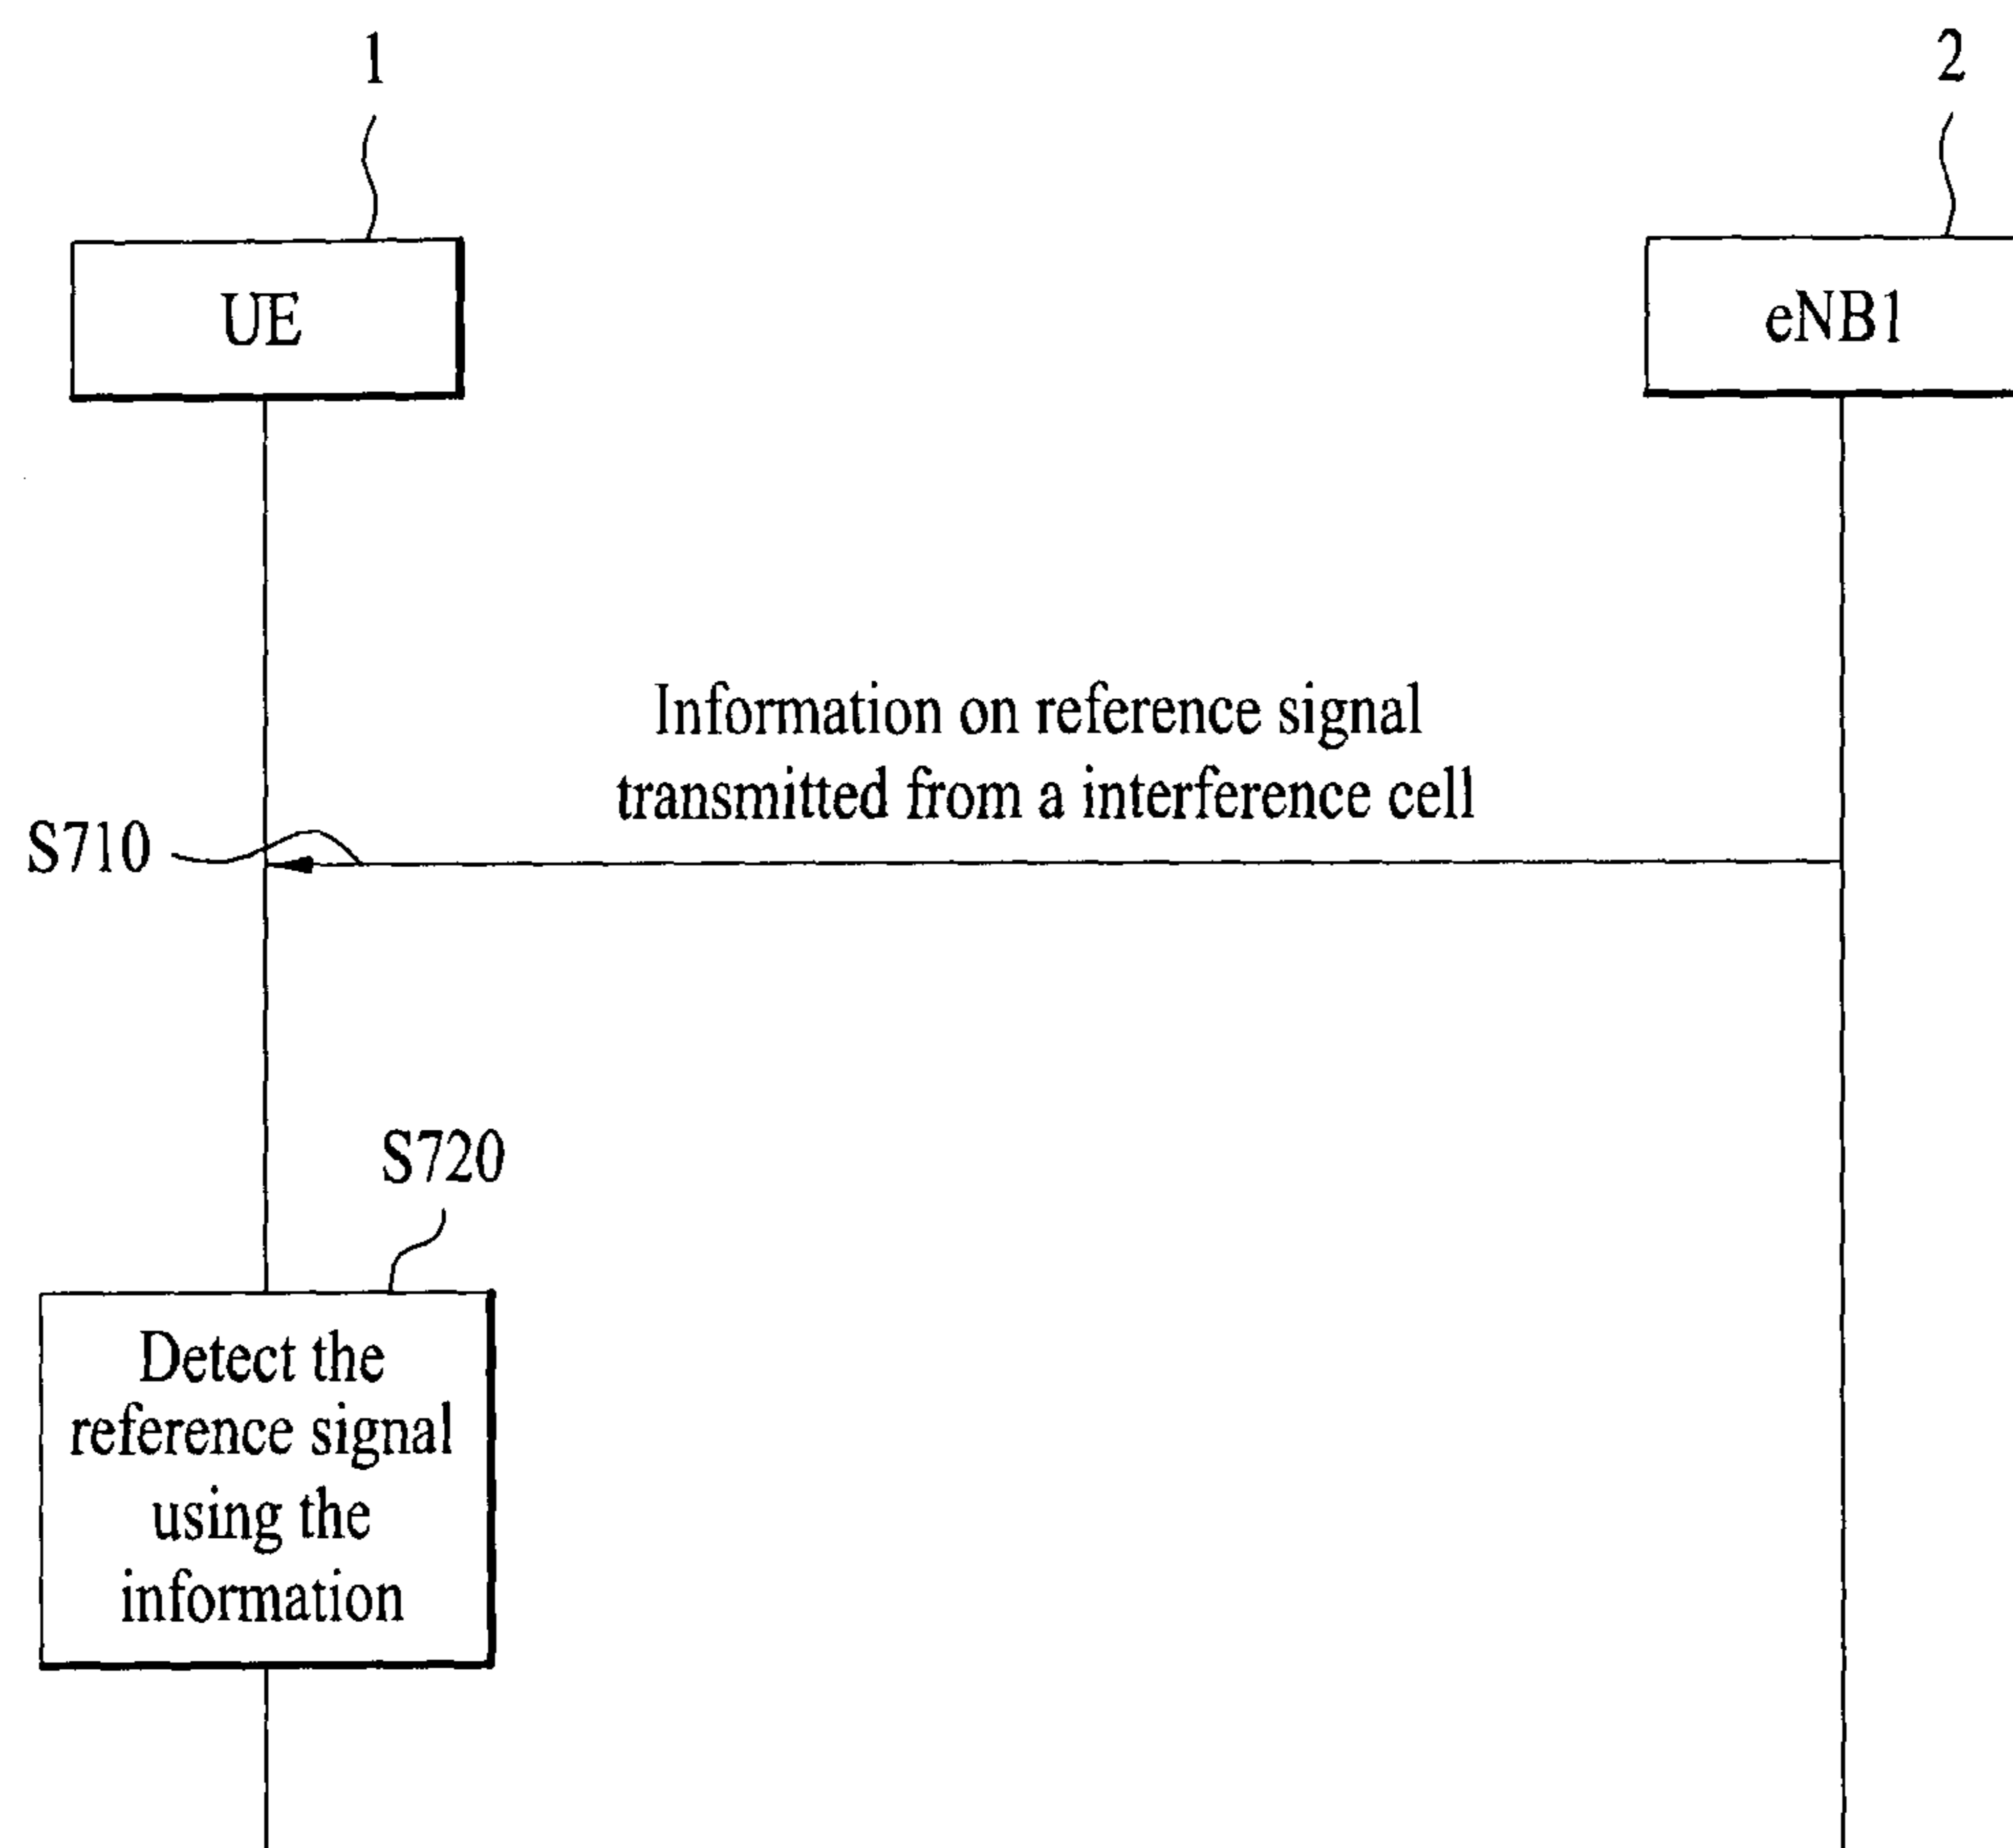 1
2
UE
eNB1
Information on reference signal
transmitted from a interference cell
S710
S720
Detect the
reference signal
using the
information